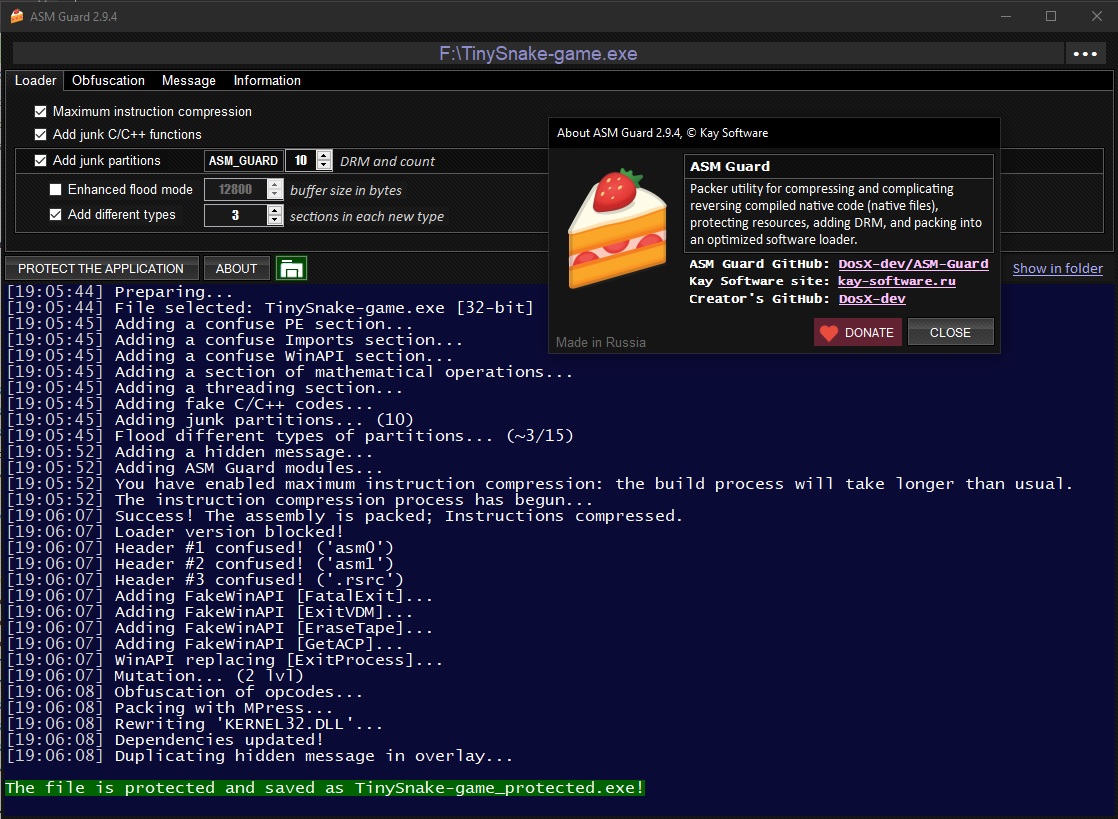 ASM Guard 2.9.4
F:\TinySnake-game.exe
Loader Obfuscation Message Information
Maximum instruction compression
Add junk C/C++ functions
Add junk partitions ASM_GUARD 10 DRM and count
Enhanced flood mode 12800 buffer size in bytes
Add different types 3 sections in each new type
About ASM Guard 2.9.4, © Kay Software
ASM Guard
Packer utility for compressing and complicating
reversing compiled native code (native files),
protecting resources, adding DRM, and packing into
an optimized software loader.
ASM Guard GitHub: DosX-dev/ASM-Guard
Kay Software site: kay-software.ru
Creator's GitHub: DosX-dev
Made in Russia
DONATE CLOSE
PROTECT THE APPLICATION ABOUT Show in folder
[19:05:44] Preparing...
[19:05:44] File selected: TinySnake-game.exe [32-bit]
[19:05:45] Adding a confuse PE section...
[19:05:45] Adding a confuse Imports section...
[19:05:45] Adding a confuse WinAPI section...
[19:05:45] Adding a section of mathematical operations...
[19:05:45] Adding a threading section...
[19:05:45] Adding fake C/C++ codes...
[19:05:45] Adding junk partitions... (10)
[19:05:45] Flood different types of partitions... (~3/15)
[19:05:52] Adding a hidden message...
[19:05:52] Adding ASM Guard modules...
[19:05:52] You have enabled maximum instruction compression: the build process will take longer than usual.
[19:05:52] The instruction compression process has begun...
[19:06:07] Success! The assembly is packed; Instructions compressed.
[19:06:07] Loader version blocked!
[19:06:07] Header #1 confused! ('asm0')
[19:06:07] Header #2 confused! ('asm1')
[19:06:07] Header #3 confused! ('.rsrc')
[19:06:07] Adding FakeWinAPI [FatalExit]...
[19:06:07] Adding FakeWinAPI [ExitVDM]...
[19:06:07] Adding FakeWinAPI [EraseTape]...
[19:06:07] Adding FakeWinAPI [GetACP]...
[19:06:07] WinAPI replacing [ExitProcess]...
[19:06:07] Mutation... (2 lvl)
[19:06:08] Obfuscation of opcodes...
[19:06:08] Packing with MPress...
[19:06:08] Rewriting 'KERNEL32.DLL'...
[19:06:08] Dependencies updated!
[19:06:08] Duplicating hidden message in overlay...
The file is protected and saved as TinySnake-game_protected.exe!